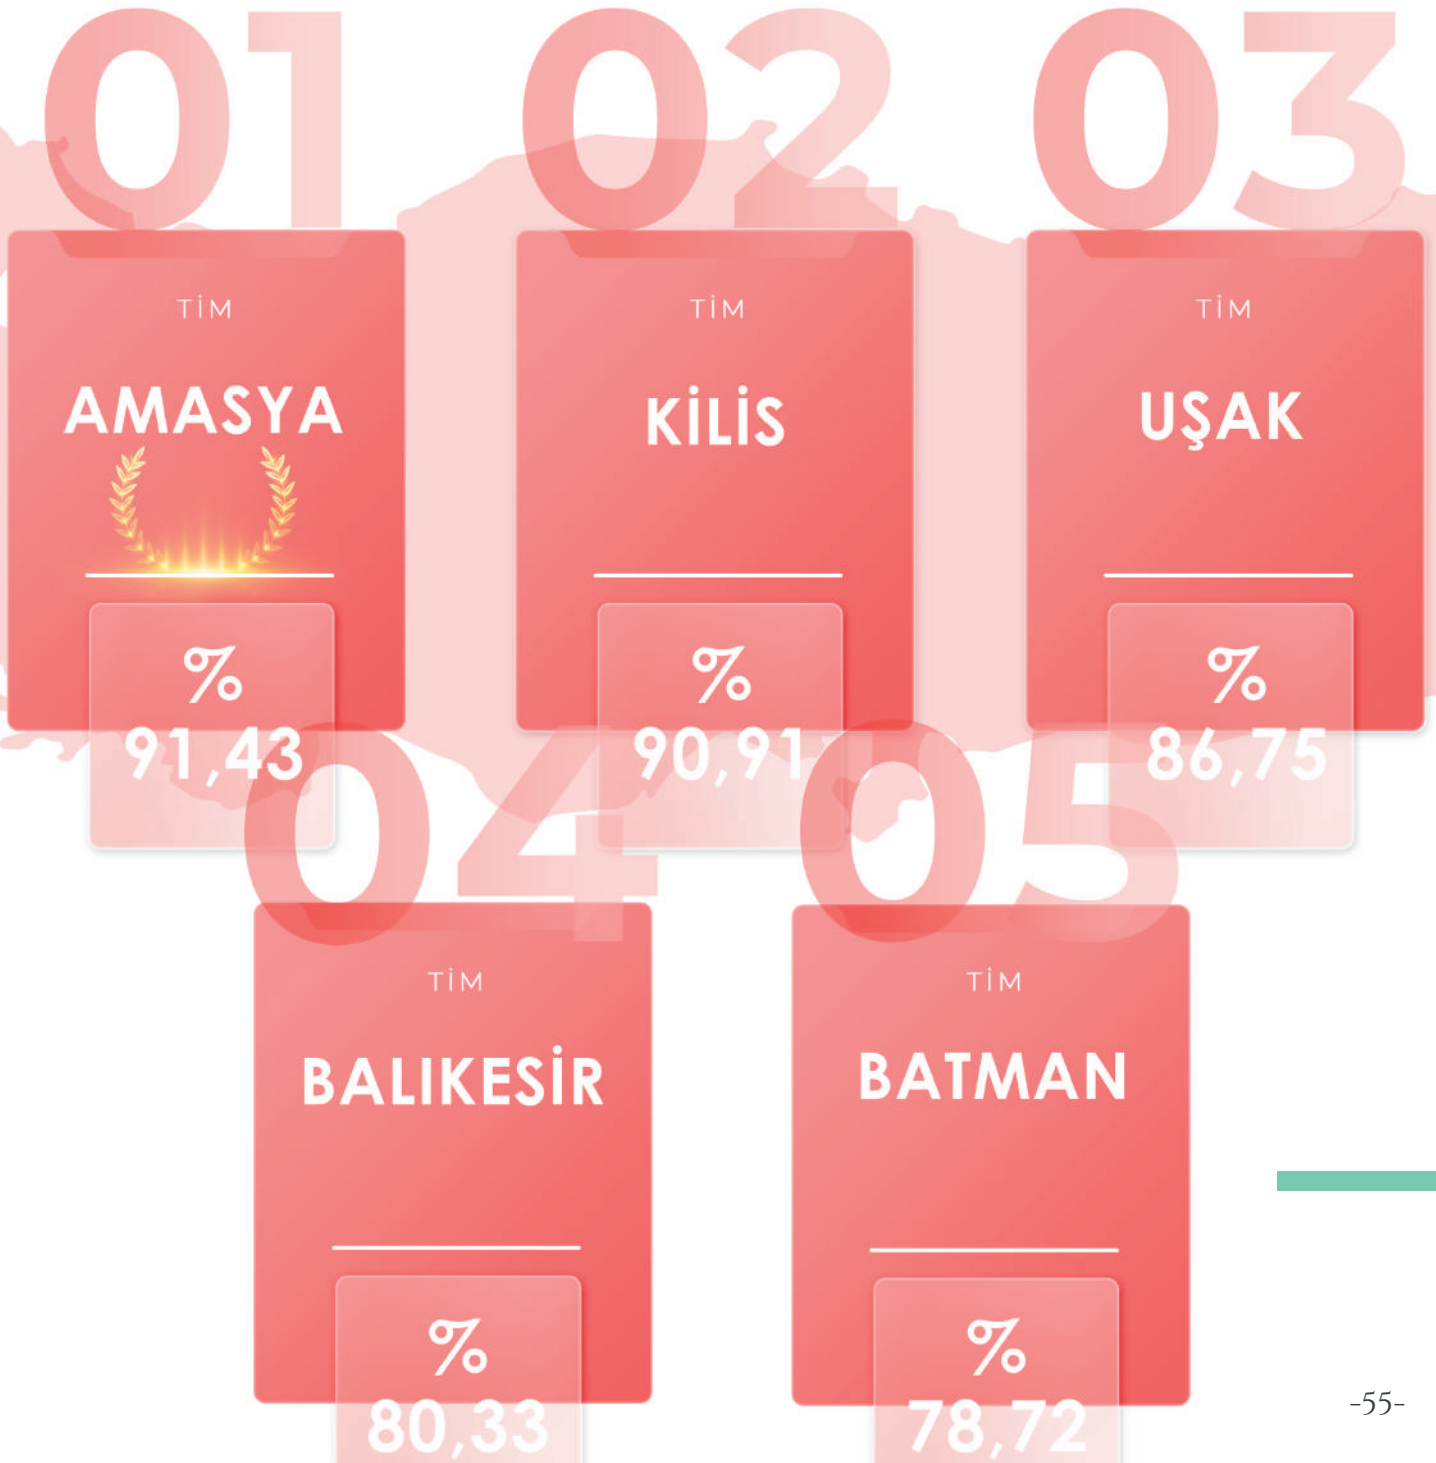 01
TİM
AMASYA
%
91,43
02
TİM
KİLİS
%
90,91
03
TİM
UŞAK
%
86,75
04
TİM
BALIKESİR
%
80,33
05
TİM
BATMAN
%
78,72
-55-